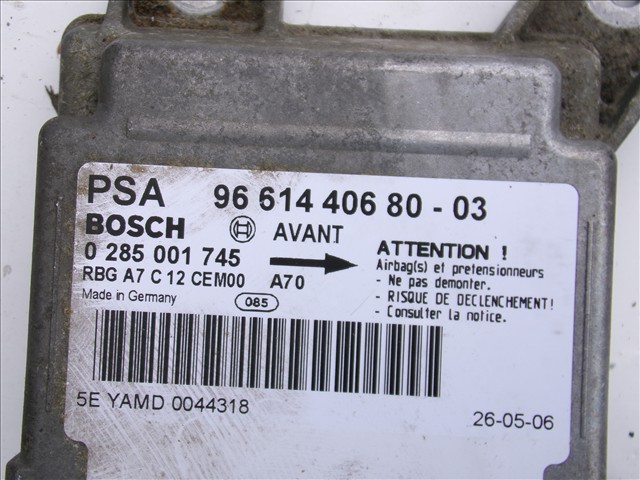 PSA 96 614 406 80 - 03
BOSCH AVANT
0 285 001 745
RBG A7 C 12 CEM00 A70
Made in Germany 085
ATTENTION !
Airbag(s) et pretensionneurs
- Ne pas demonter.
- RISQUE DE DECLENCHEMENT!
- Consulter la notice.
5E YAMD 0044318
26-05-06